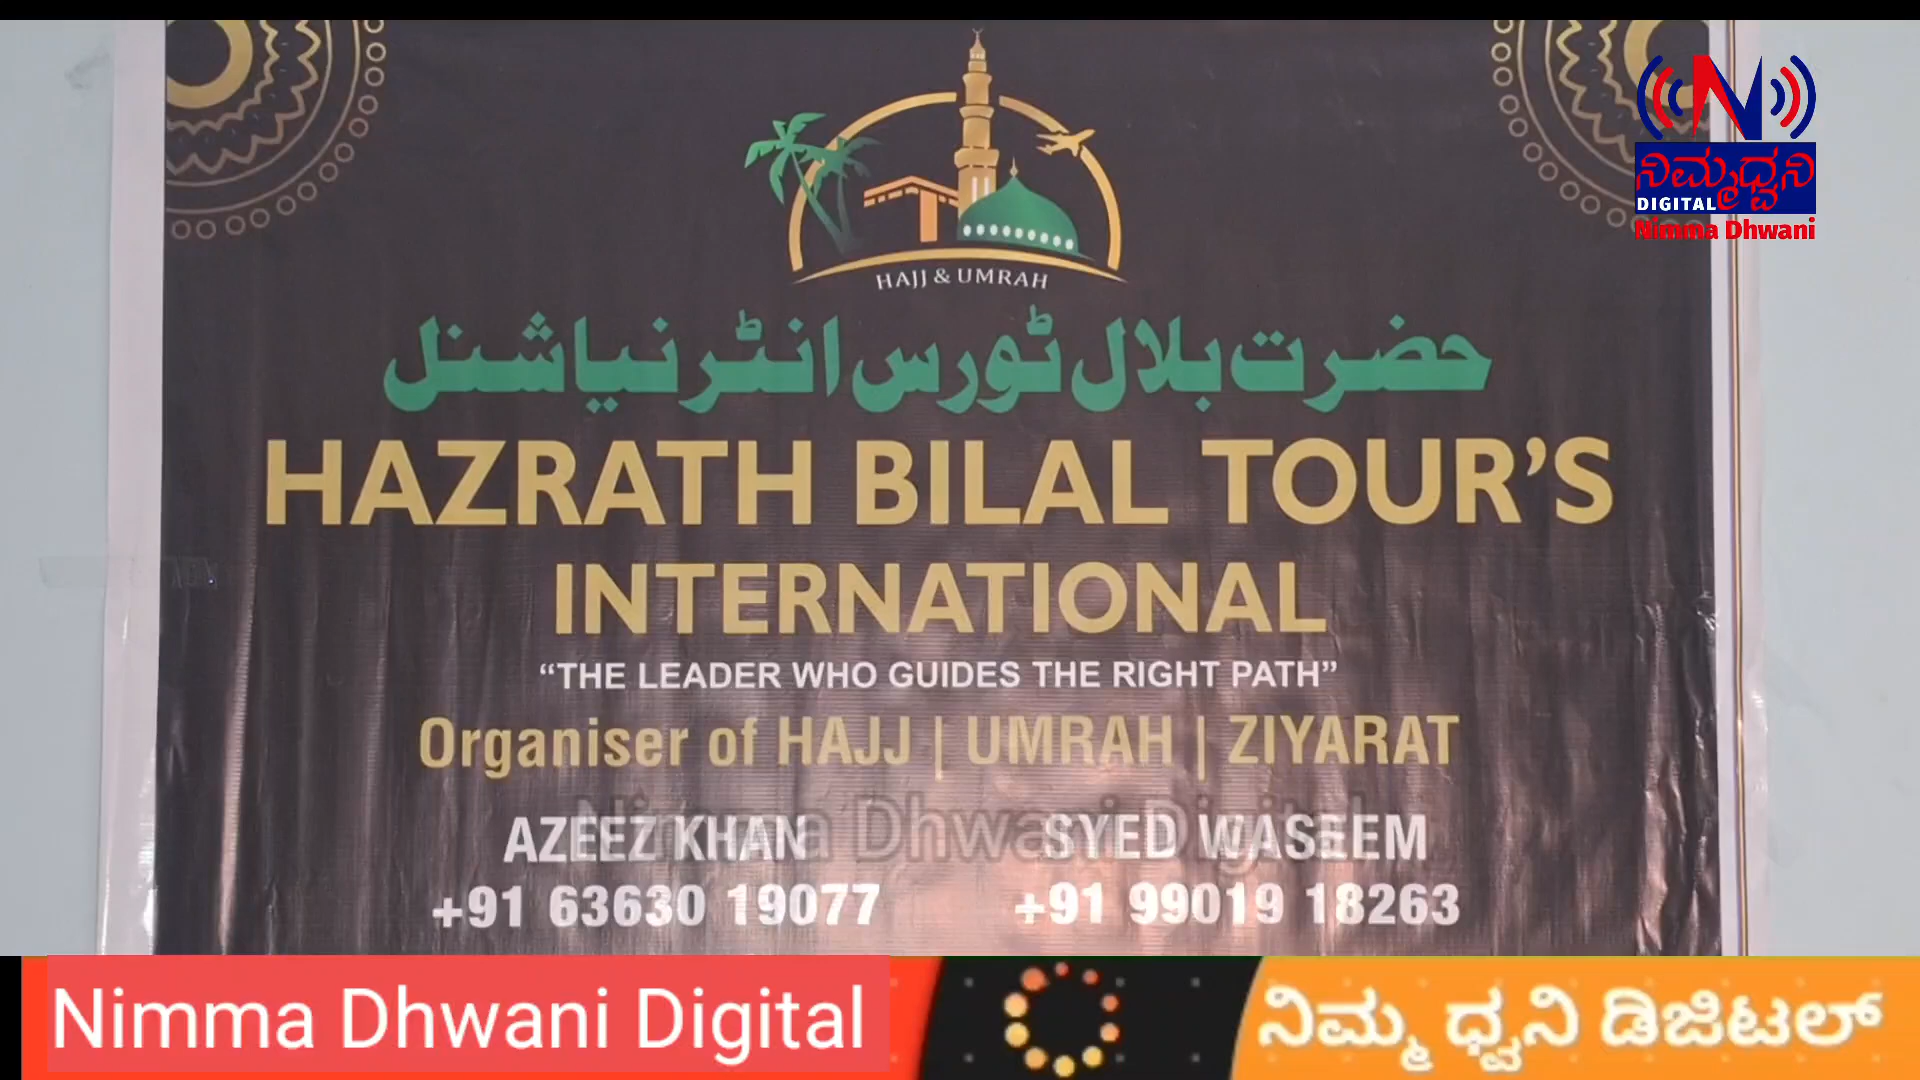 HAJJ & UMRAH
حضرت بلال ٹورس انٹرنیاشنل
HAZRATH BILAL TOUR'S
INTERNATIONAL
“THE LEADER WHO GUIDES THE RIGHT PATH”
Organiser of HAJJ | UMRAH | ZIYARAT
AZEEZ KHAN SYED WASEEM
+91 63630 19077 +91 99019 18263
Nimma Dhwani Digital
N
ನಿಮ್ಮಧ್ವನಿ
DIGITAL
Nimma Dhwani
Nimma Dhwani Digital ನಿಮ್ಮ ಧ್ವನಿ ಡಿಜಿಟಲ್